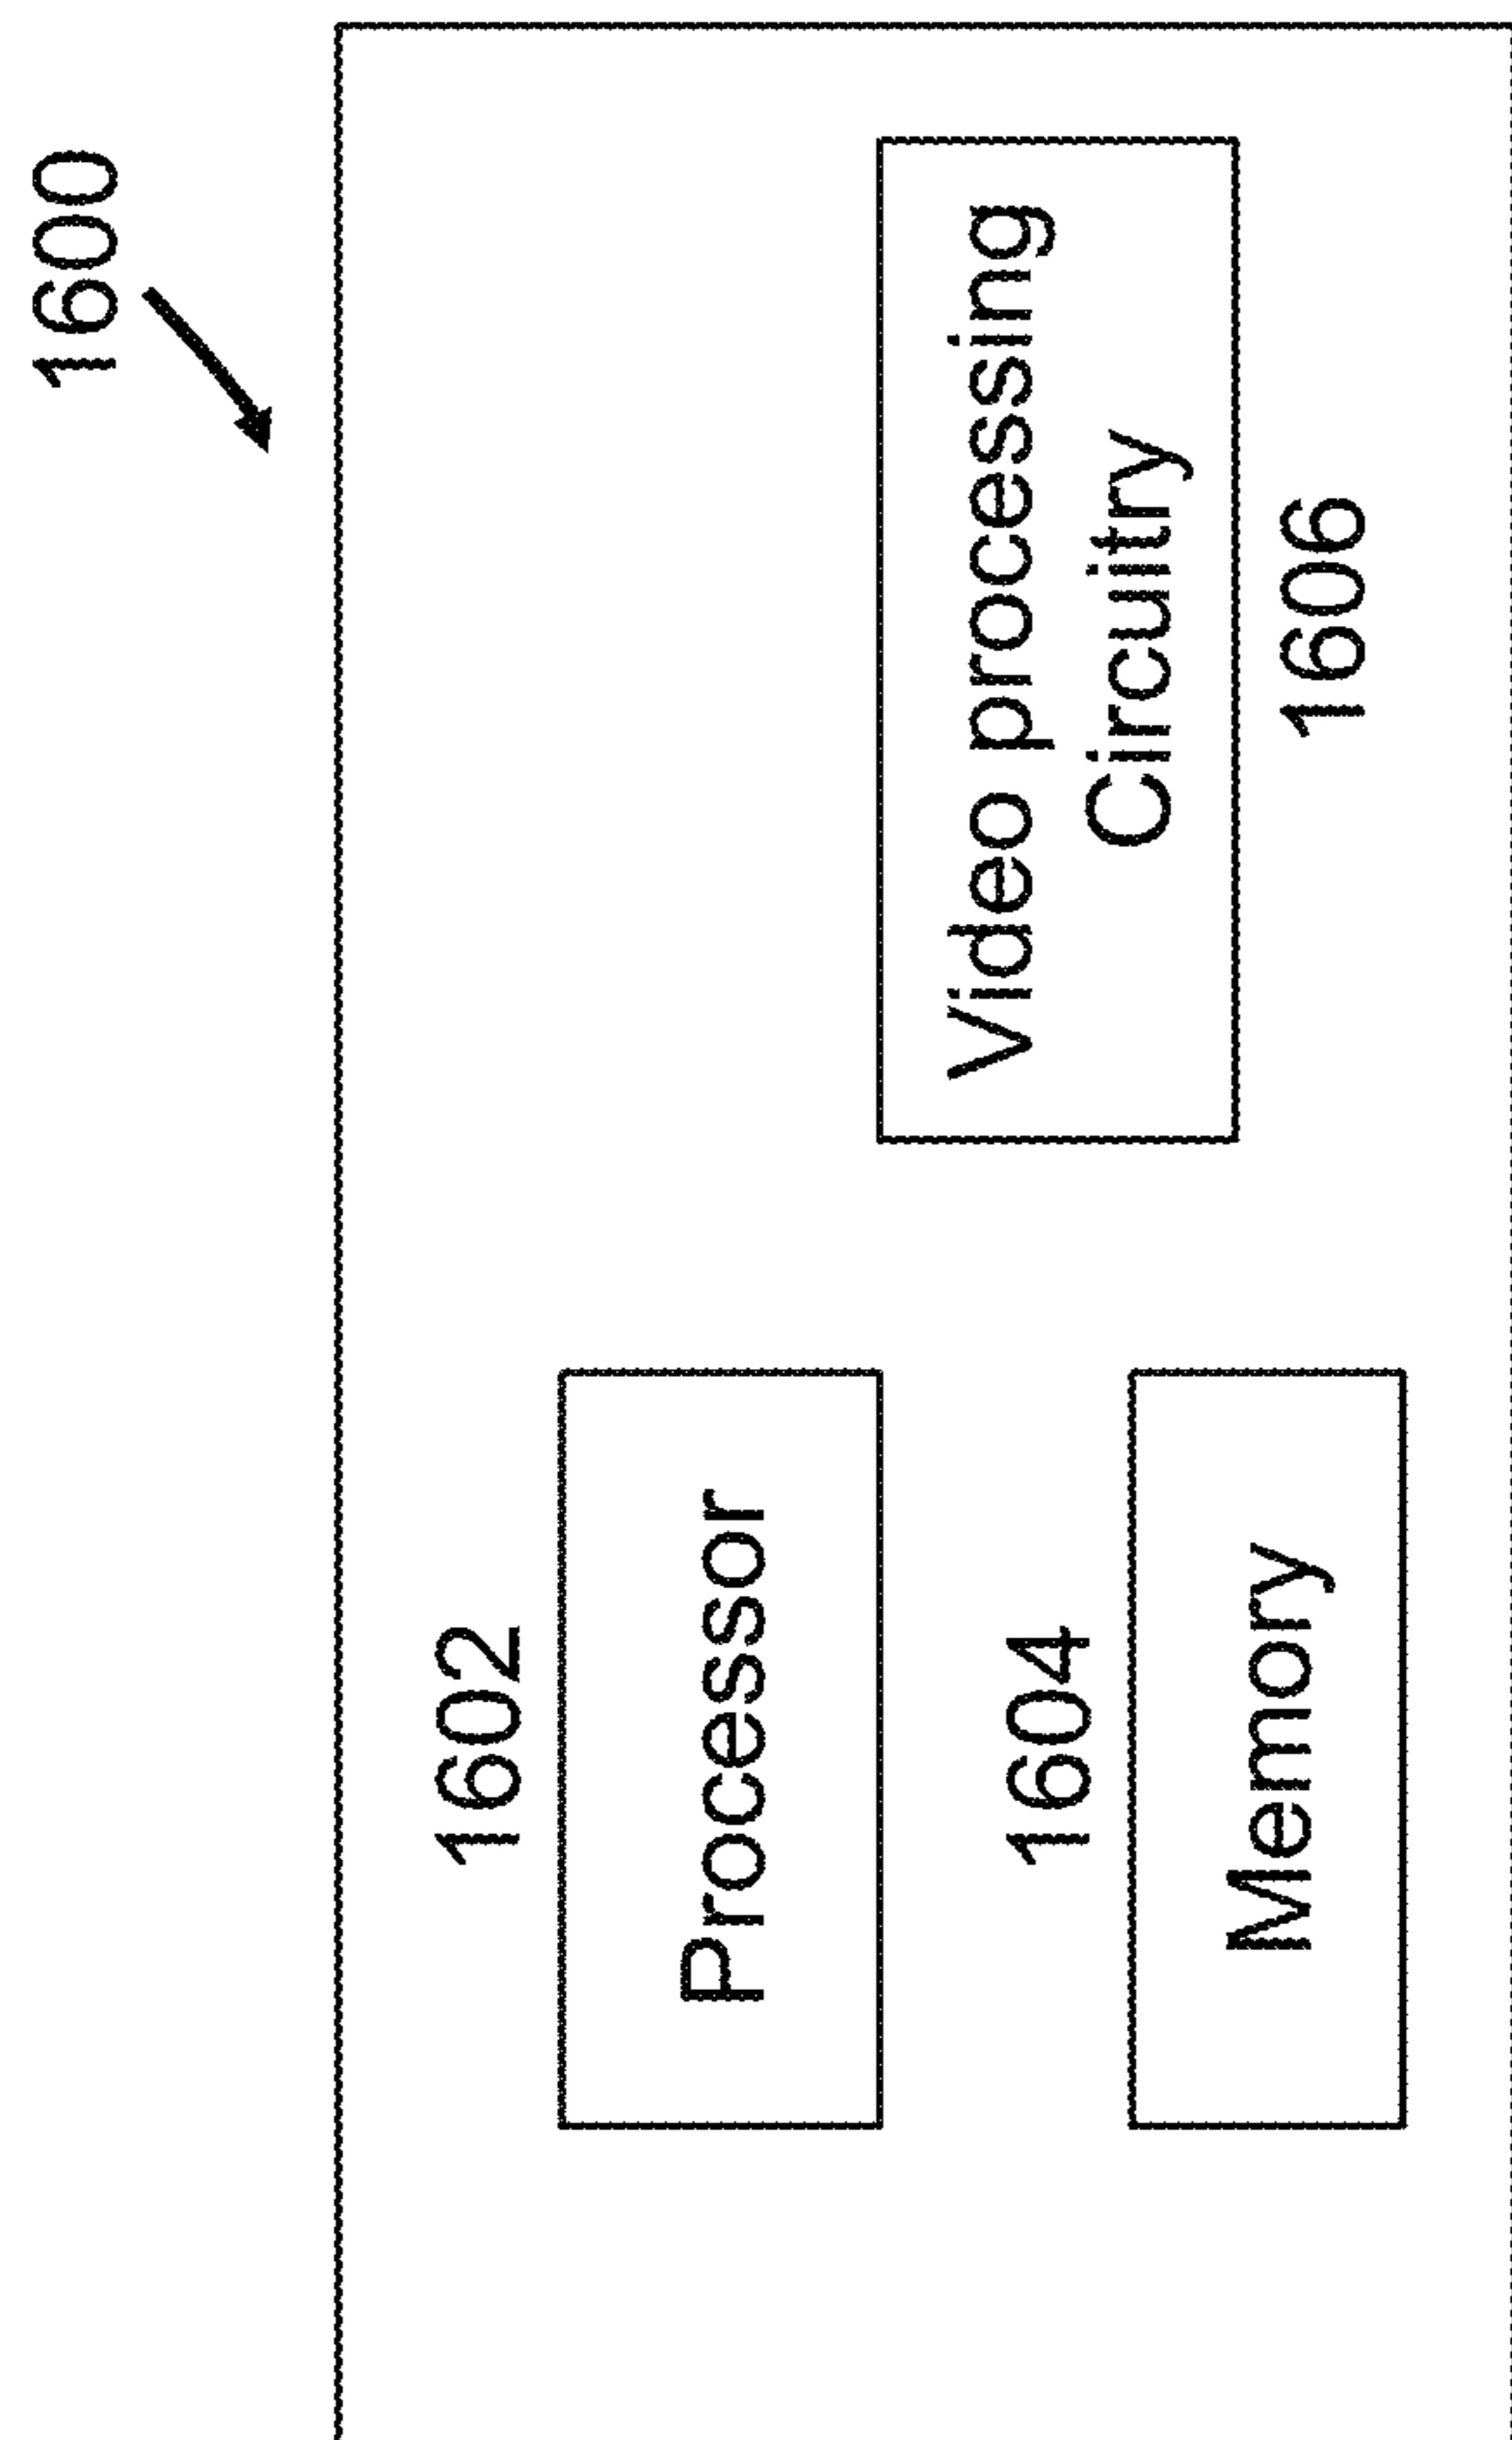 1600
1602
Processor
1604
Memory
Video processing
Circuitry
1606